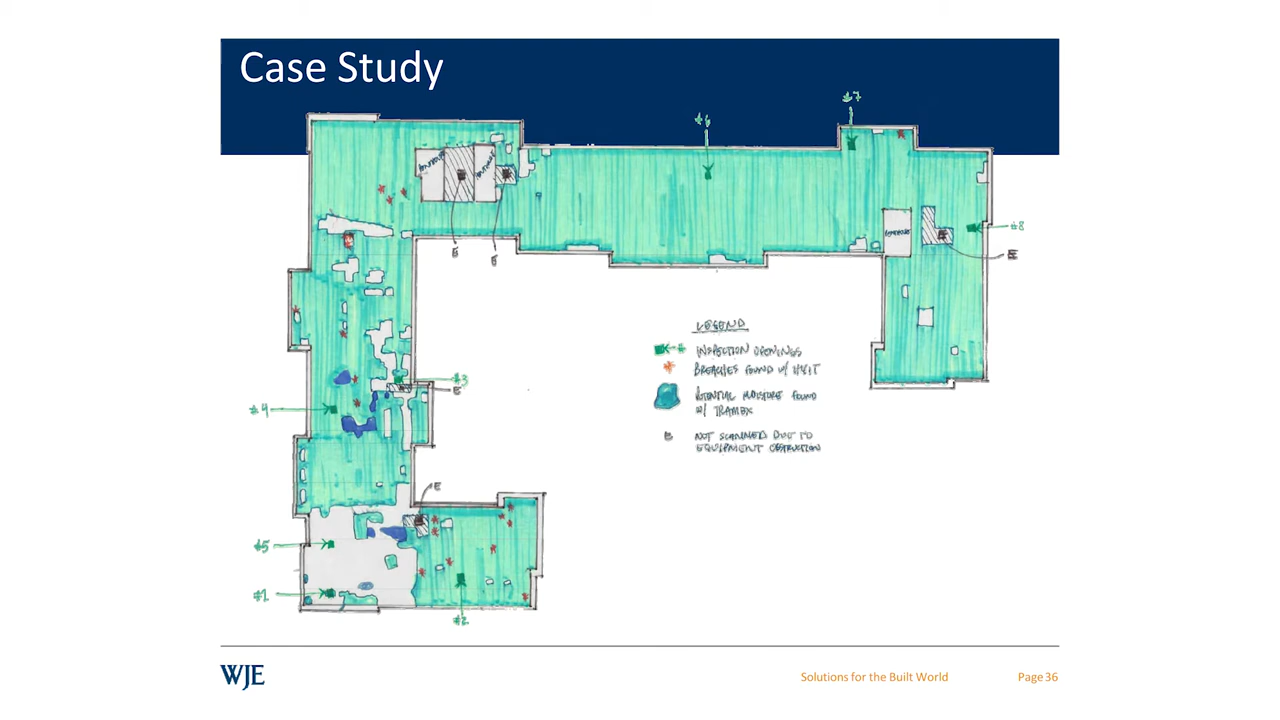 Case Study
#7
#6
#8
E
E
E
PENTHOUSE
LEGEND
INSPECTION OPENINGS
BREACHES FOUND W/
POTENTIAL MOISTURE FOUND
W/ TRAMEX
E NOT SCANNED DUE TO
EQUIPMENT OBSTRUCTION
#3
E
#4
E
#5
#1
#2
WJE
Solutions for the Built World
Page 36